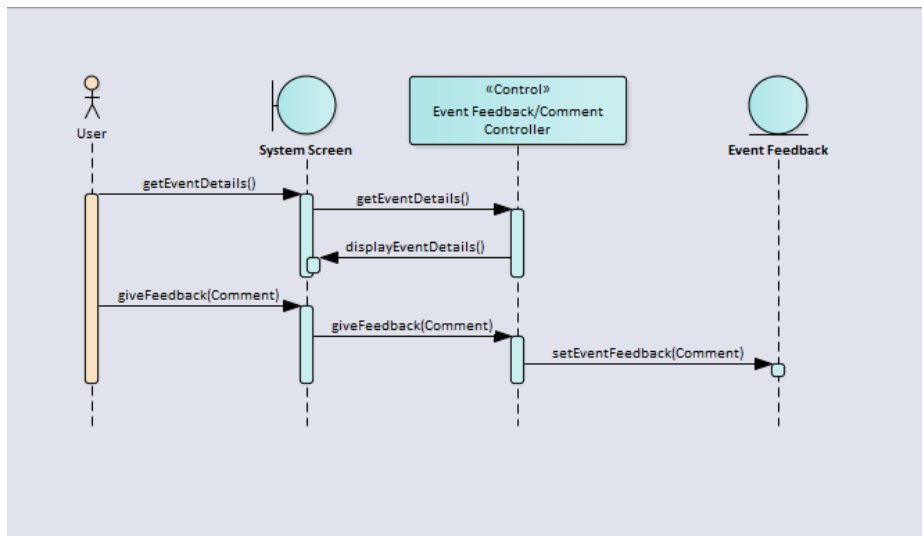 «Control»
Event Feedback/Comment
Controller
User
System Screen
Event Feedback
getEventDetails()
getEventDetails()
displayEventDetails()
giveFeedback(Comment)
giveFeedback(Comment)
setEventFeedback(Comment)